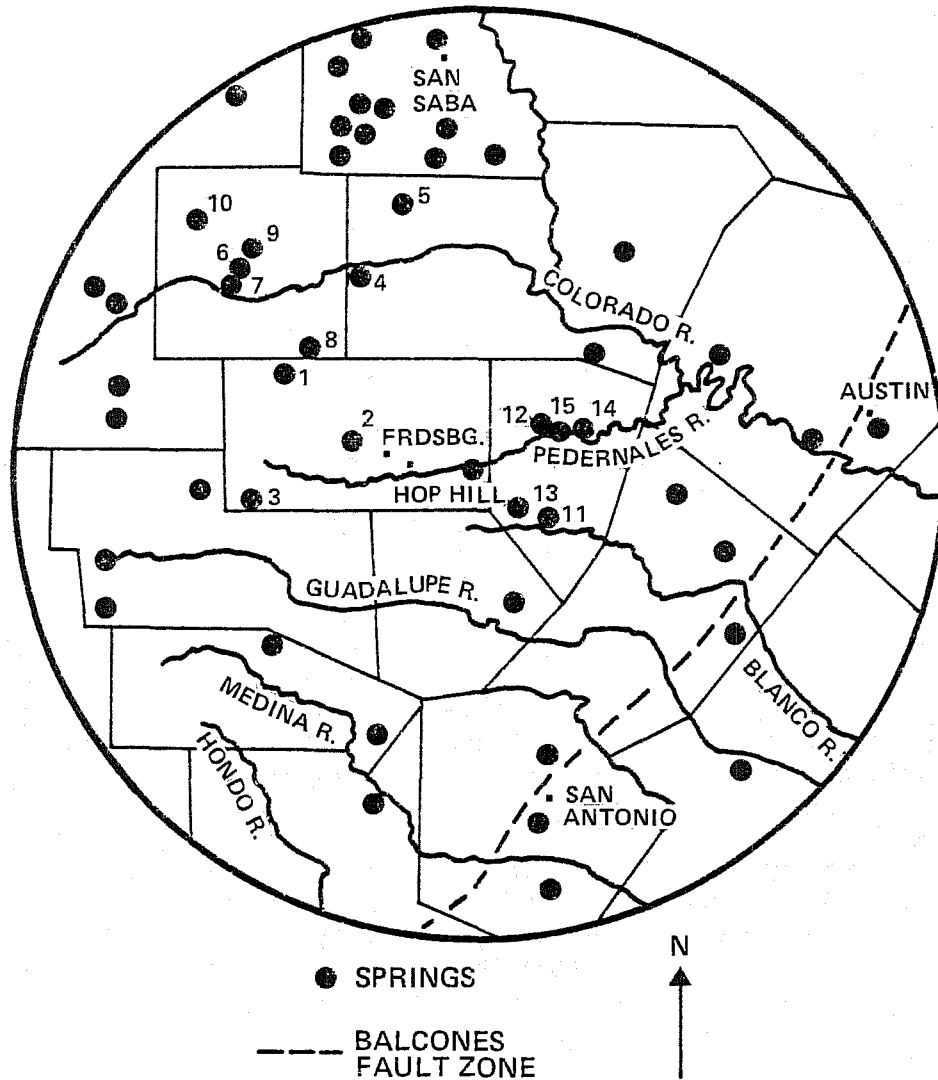 SAN
SABA
10
5
9
6
7
4
COLORADO R.
8
1
AUSTIN
12
15
14
2
FRDSBG.
PEDERNALES R.
3
HOP HILL
13
11
GUADALUPE R.
MEDINA R.
BLANCO R.
HONDO R.
SAN
ANTONIO
N
SPRINGS
BALCONES
FAULT ZONE